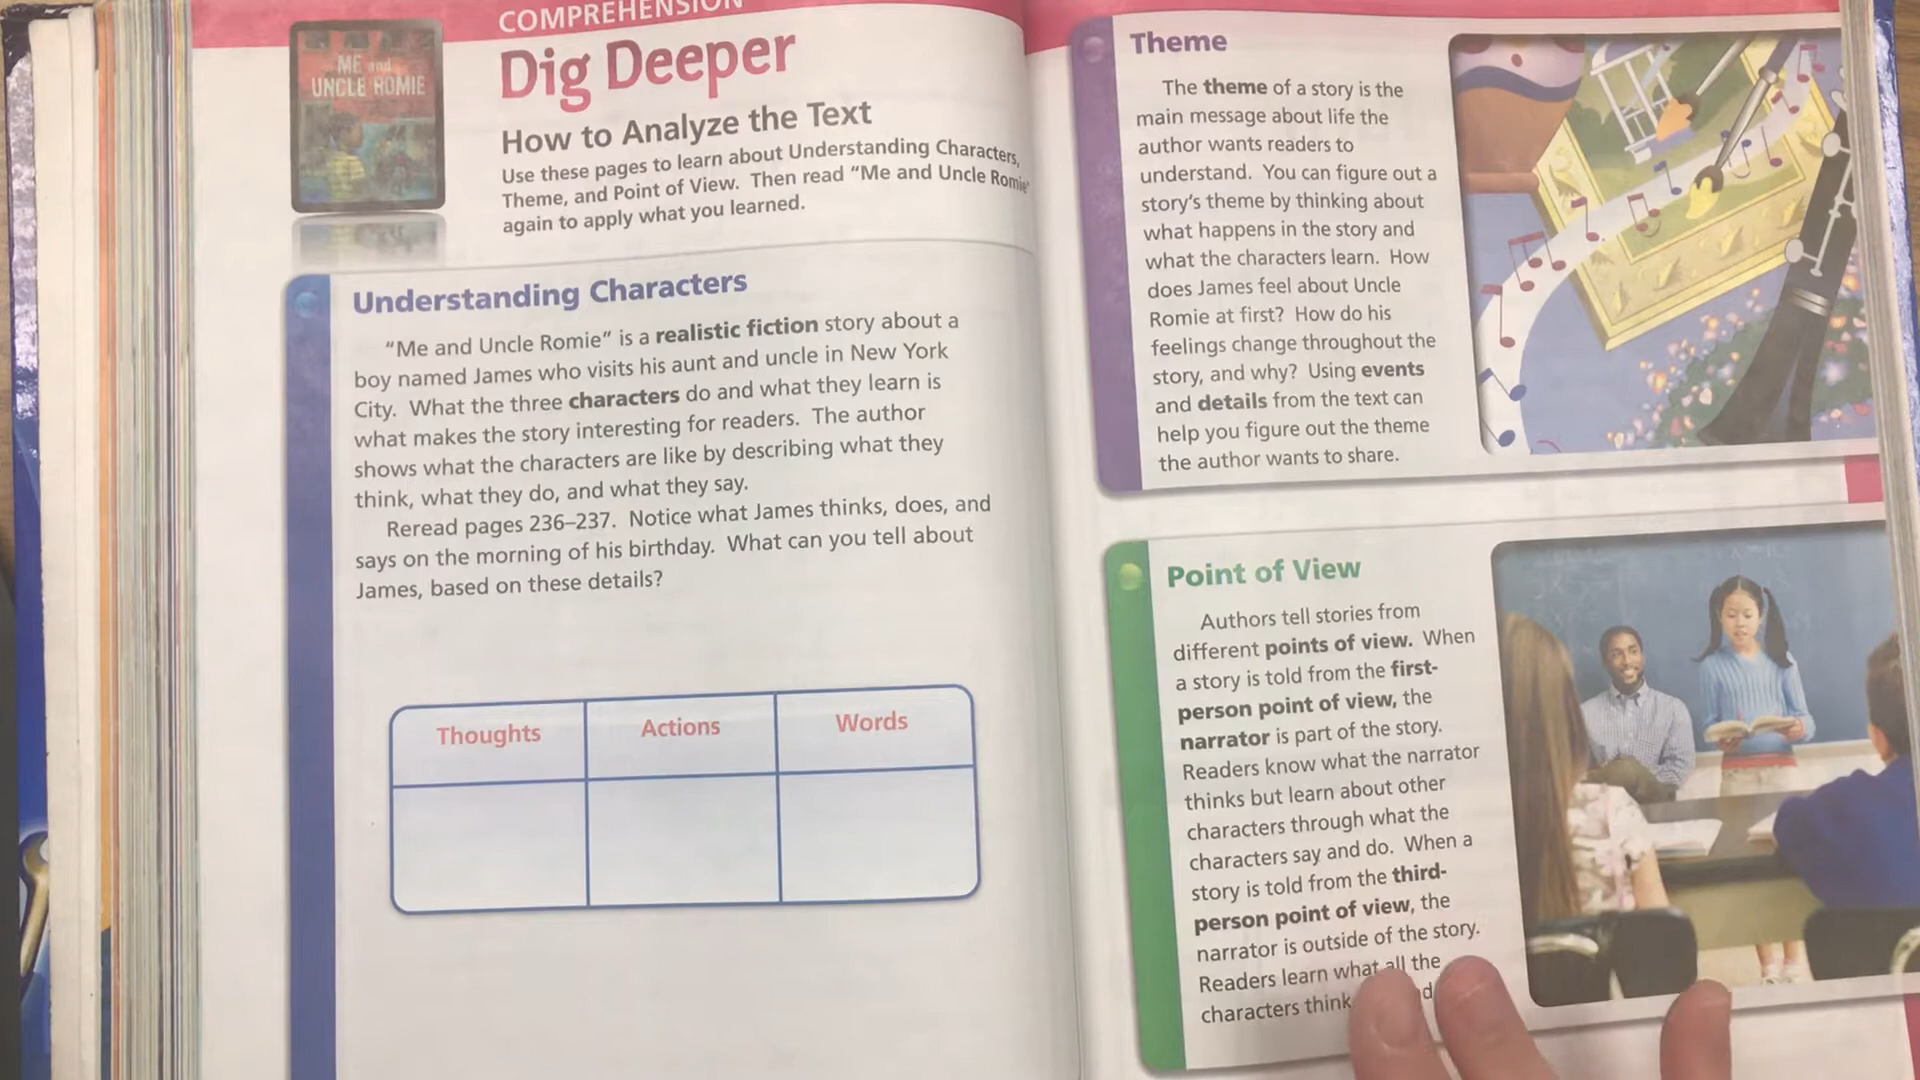 COMPREHENSION
Dig Deeper
ME and
UNCLE ROMIE
How to Analyze the Text
Use these pages to learn about Understanding Characters,
Theme, and Point of View. Then read “Me and Uncle Romie”
again to apply what you learned.
Understanding Characters
“Me and Uncle Romie” is a realistic fiction story about a
boy named James who visits his aunt and uncle in New York
City. What the three characters do and what they learn is
what makes the story interesting for readers. The author
shows what the characters are like by describing what they
think, what they do, and what they say.
Reread pages 236–237. Notice what James thinks, does, and
says on the morning of his birthday. What can you tell about
James, based on these details?
Thoughts Actions Words
Theme
The theme of a story is the
main message about life the
author wants readers to
understand. You can figure out a
story’s theme by thinking about
what happens in the story and
what the characters learn. How
does James feel about Uncle
Romie at first? How do his
feelings change throughout the
story, and why? Using events
and details from the text can
help you figure out the theme
the author wants to share.
Point of View
Authors tell stories from
different points of view. When
a story is told from the first-
person point of view, the
narrator is part of the story.
Readers know what the narrator
thinks but learn about other
characters through what the
characters say and do. When a
story is told from the third-
person point of view, the
narrator is outside of the story.
Readers learn what all the
characters think